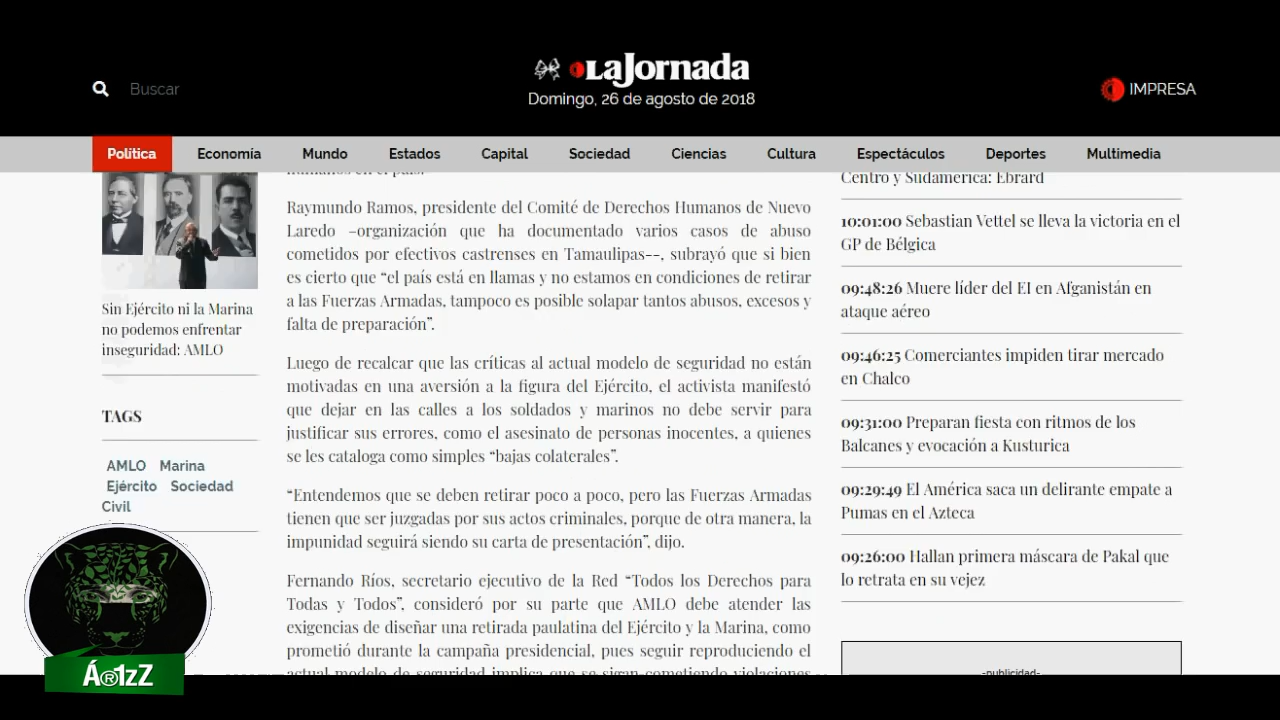 Buscar
LaJornada
Domingo, 26 de agosto de 2018
IMPRESA
Política Economía Mundo Estados Capital Sociedad Ciencias Cultura Espectáculos Deportes Multimedia
Sin Ejército ni la Marina
no podemos enfrentar
inseguridad: AMLO
TAGS
AMLO Marina
Ejército Sociedad
Civil
Á®1zZ
humanos en el país.
Raymundo Ramos, presidente del Comité de Derechos Humanos de Nuevo
Laredo –organización que ha documentado varios casos de abuso
cometidos por efectivos castrenses en Tamaulipas--, subrayó que si bien
es cierto que “el país está en llamas y no estamos en condiciones de retirar
a las Fuerzas Armadas, tampoco es posible solapar tantos abusos, excesos y
falta de preparación”.
Luego de recalcar que las críticas al actual modelo de seguridad no están
motivadas en una aversión a la figura del Ejército, el activista manifestó
que dejar en las calles a los soldados y marinos no debe servir para
justificar sus errores, como el asesinato de personas inocentes, a quienes
se les cataloga como simples “bajas colaterales”.
“Entendemos que se deben retirar poco a poco, pero las Fuerzas Armadas
tienen que ser juzgadas por sus actos criminales, porque de otra manera, la
impunidad seguirá siendo su carta de presentación”, dijo.
Fernando Ríos, secretario ejecutivo de la Red “Todos los Derechos para
Todas y Todos”, consideró por su parte que AMLO debe atender las
exigencias de diseñar una retirada paulatina del Ejército y la Marina, como
prometió durante la campaña presidencial, pues seguir reproduciendo el
actual modelo de seguridad implica que se sigan cometiendo violaciones
Centro y Sudamérica: Ebrard
10:01:00 Sebastian Vettel se lleva la victoria en el
GP de Bélgica
09:48:26 Muere líder del EI en Afganistán en
ataque aéreo
09:46:25 Comerciantes impiden tirar mercado
en Chalco
09:31:00 Preparan fiesta con ritmos de los
Balcanes y evocación a Kusturica
09:29:49 El América saca un delirante empate a
Pumas en el Azteca
09:26:00 Hallan primera máscara de Pakal que
lo retrata en su vejez
-publicidad-